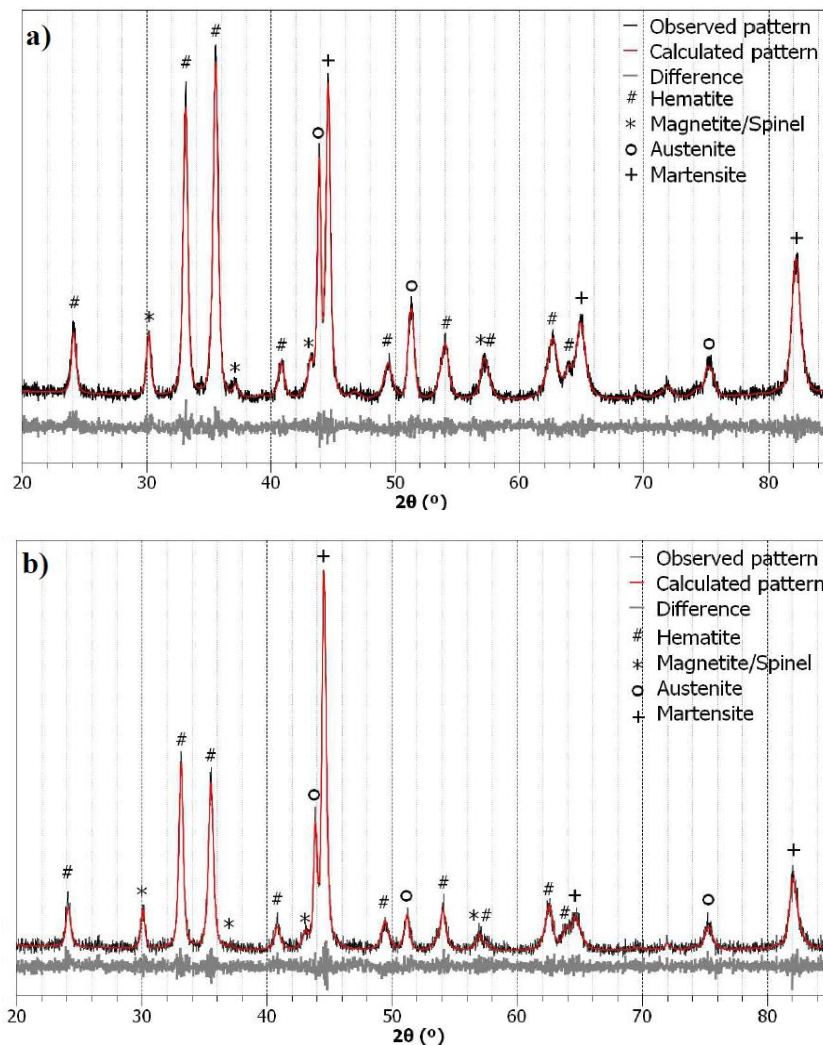 a)
— Observed pattern
— Calculated pattern
— Difference
# Hematite
* Magnetite/Spinel
o Austenite
+ Martensite
# * # # * # * o + # o # * # # # + o +
20 30 40 50 60 70 80
2θ (º)
b)
— Observed pattern
— Calculated pattern
— Difference
# Hematite
* Magnetite/Spinel
o Austenite
+ Martensite
# * # # * # * o + # o # * # # # + o +
20 30 40 50 60 70 80
2θ (º)